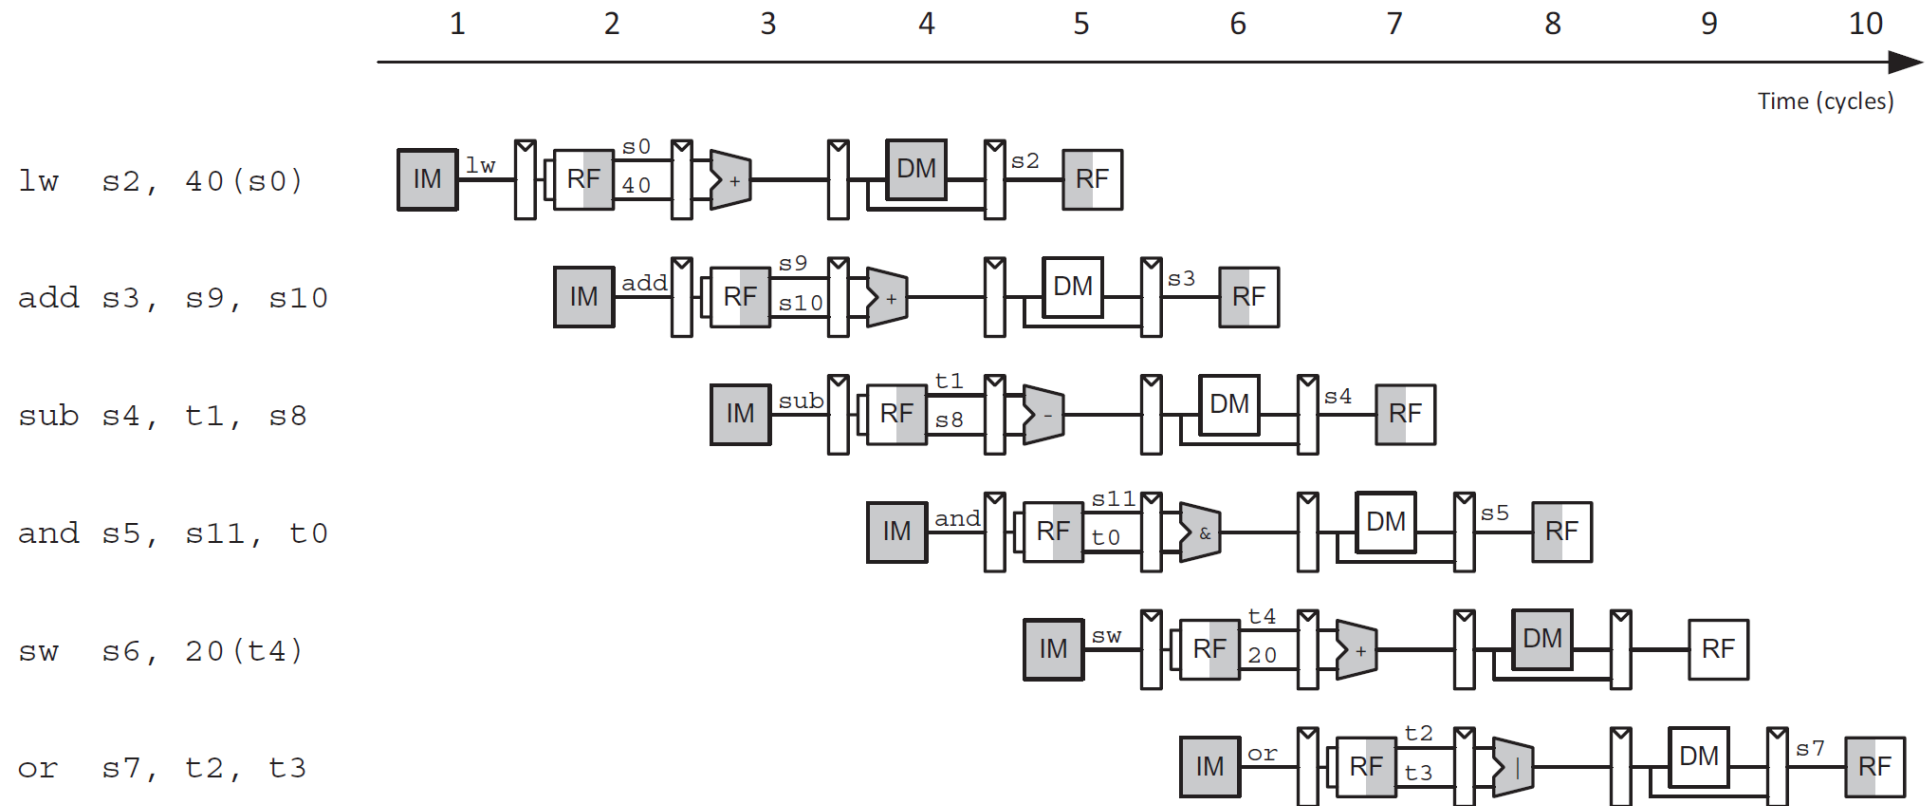 1 2 3 4 5 6 7 8 9 10
Time (cycles)
lw s2, 40(s0) IM lw RF s0 40 + DM s2 RF
add s3, s9, s10 IM add RF s9 s10 + DM s3 RF
sub s4, t1, s8 IM sub RF t1 s8 - DM s4 RF
and s5, s11, t0 IM and RF s11 t0 & DM s5 RF
sw s6, 20(t4) IM sw RF t4 20 + DM RF
or s7, t2, t3 IM or RF t2 t3 | DM s7 RF